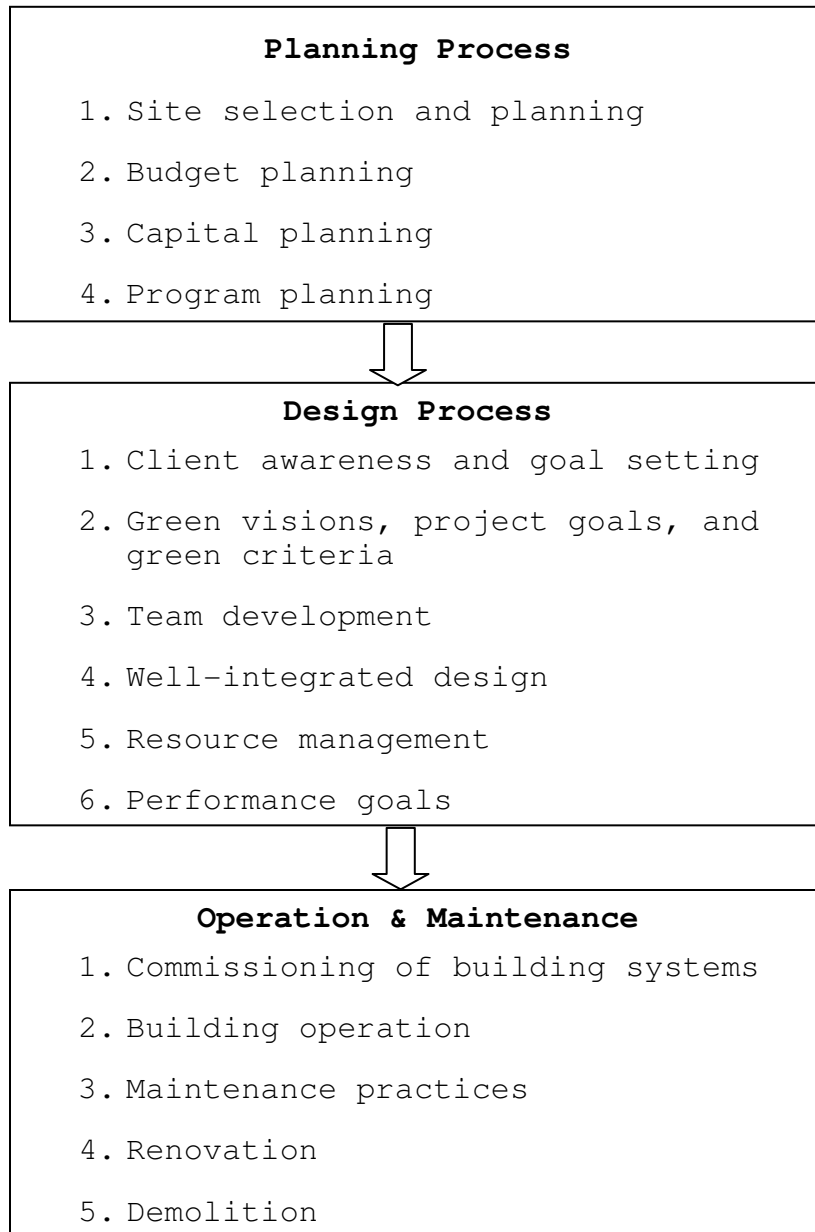 Planning Process
1. Site selection and planning
2. Budget planning
3. Capital planning
4. Program planning
Design Process
1. Client awareness and goal setting
2. Green visions, project goals, and
green criteria
3. Team development
4. Well-integrated design
5. Resource management
6. Performance goals
Operation & Maintenance
1. Commissioning of building systems
2. Building operation
3. Maintenance practices
4. Renovation
5. Demolition